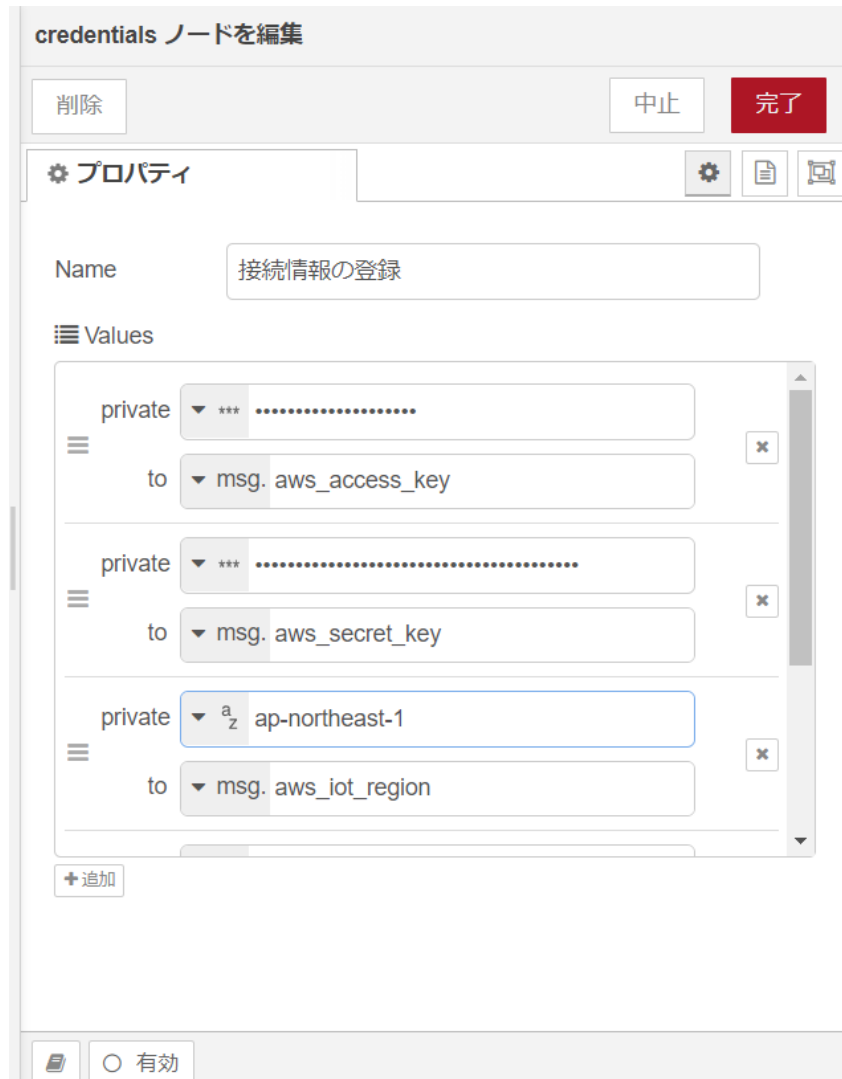 credentials ノードを編集
削除 中止 完了
プロパティ
Name 接続情報の登録
Values
private *** ••••••••••••••••••••
to msg. aws_access_key
private *** ••••••••••••••••••••••••••••••••••••••••
to msg. aws_secret_key
private az ap-northeast-1
to msg. aws_iot_region
追加
有効